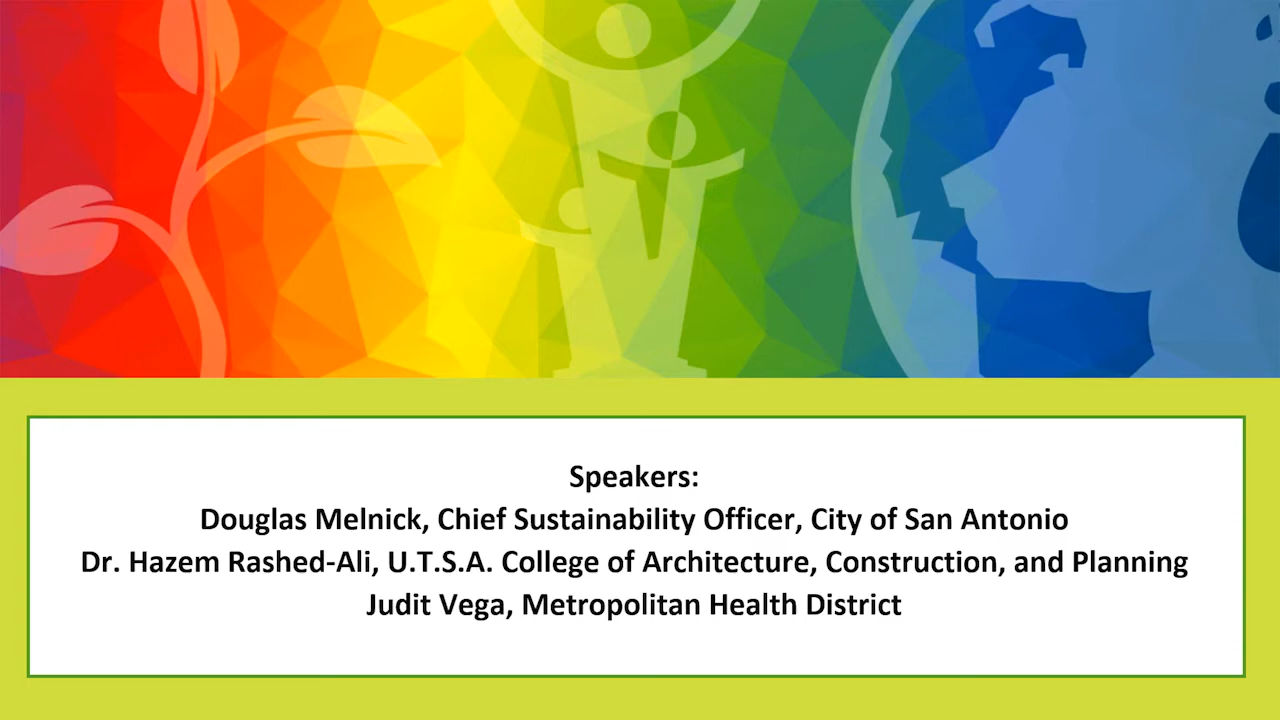 Speakers:
Douglas Melnick, Chief Sustainability Officer, City of San Antonio
Dr. Hazem Rashed-Ali, U.T.S.A. College of Architecture, Construction, and Planning
Judit Vega, Metropolitan Health District